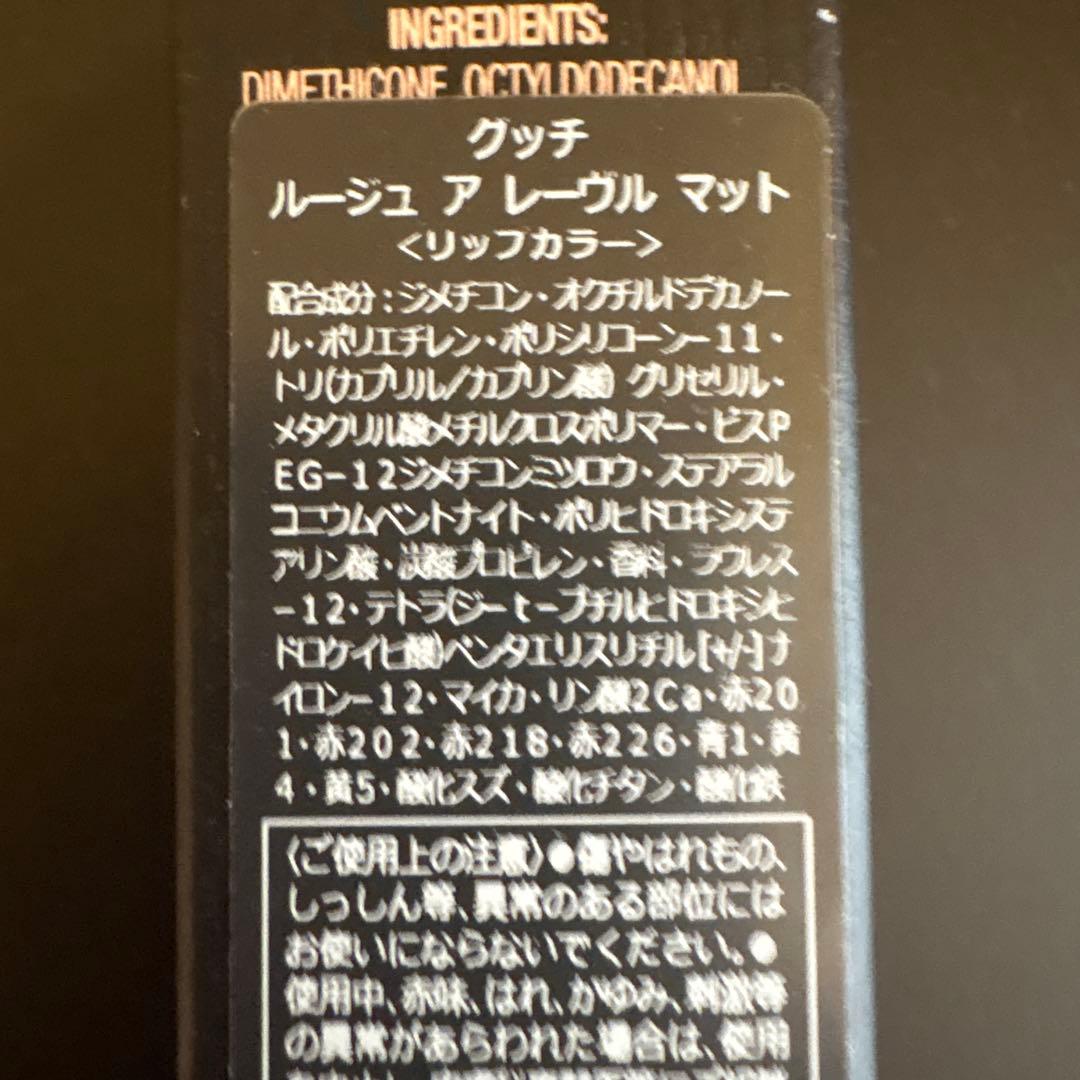 INGREDIENTS:
DIMETHICONE, OCTYLDODECANOL
グッチ
ルージュ ア レーヴル マット
<リップカラー>
配合成分:ジメチコン・オクチルドデカノー
ル・ポリエチレン・ポリシリコーン-11・
トリ(カプリル/カプリン酸) グリセリル・
メタクリル酸メチルクロスポリマー・ビスP
EG-12ジメチコンミツロウ・ステアラル
コニウムベントナイト・ポリヒドロキシステ
アリン酸・炭酸プロピレン・香料・ラウレス
-12・テトラ(ジ-t-ブチルヒドロキシヒ
ドロケイヒ酸)ペンタエリスリチル[+/-]ナ
イロン-12・マイカ・リン酸2Ca・赤20
1・赤202・赤218・赤226・青1・黄
4・黄5・酸化スズ・酸化チタン・酸化鉄
〈ご使用上の注意〉●傷やはれもの、
しっしん等、異常のある部位には
お使いにならないでください。●
使用中、赤味、はれ、かゆみ、刺激等
の異常があらわれた場合は、使用